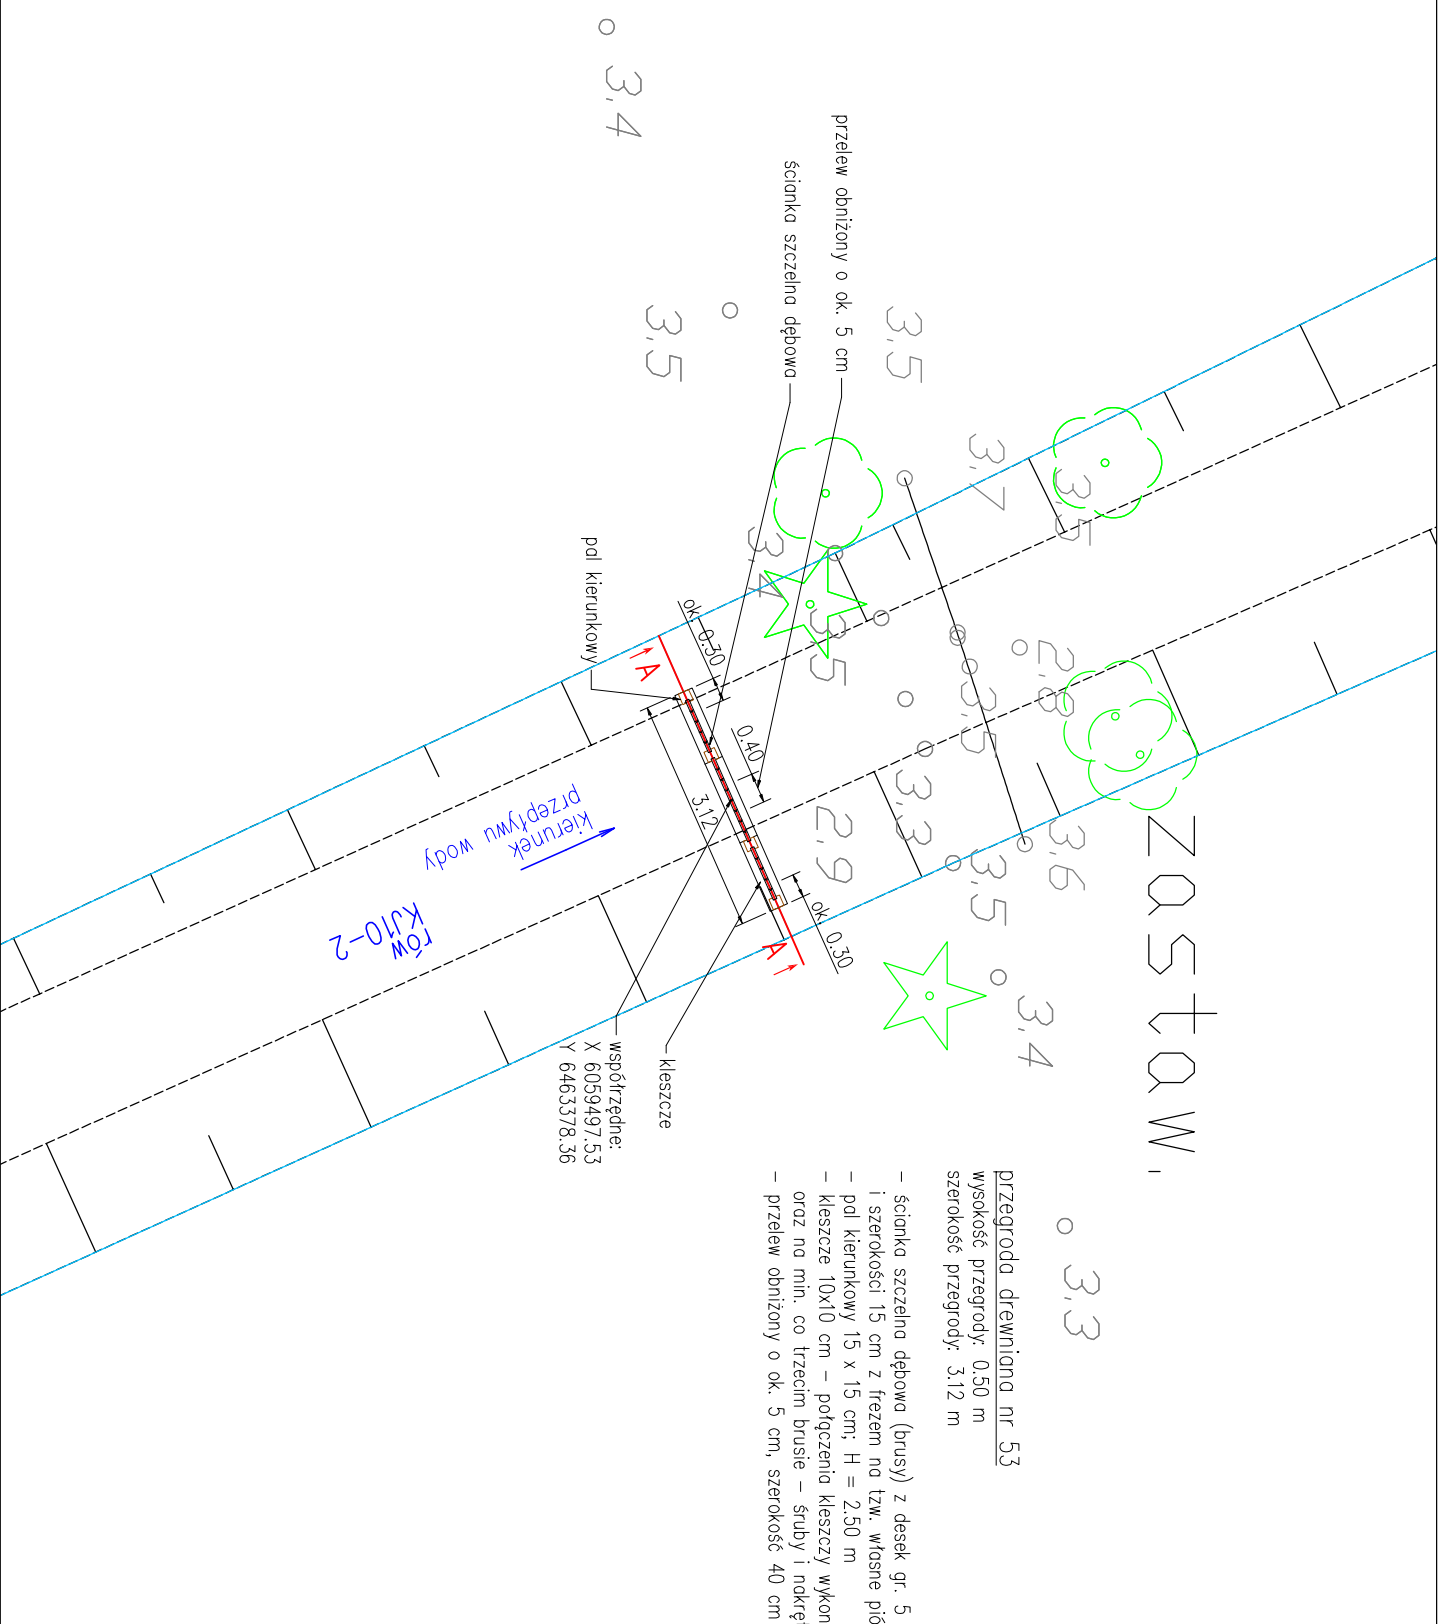 3.4
przelew obniżony o ok. 5 cm
ścianka szczelna dębowa
3.5
3.5
3.7
3.5
3.4
3.5
2.8
3.5
3.3
2.9
3.6
3.5
3.4
3.3
pal kierunkowy
ok. 0.30
0.40
3.12
ok. 0.30
A
A
kierunek
przepływu wody
rów
KJ10-2
kleszcze
współrzędne:
X 6059497.53
Y 6463378.36
zastaw.
przegroda drewniana nr 53
wysokość przegrody: 0.50 m
szerokość przegrody: 3.12 m
- ścianka szczelna dębowa (brusy) z desek gr. 5
i szerokości 15 cm z frezem na tzw. własne pió
- pal kierunkowy 15 x 15 cm; H = 2.50 m
- kleszcze 10x10 cm - połączenia kleszczy wykon
oraz na min. co trzecim brusie - śruby i nakręt
- przelew obniżony o ok. 5 cm, szerokość 40 cm